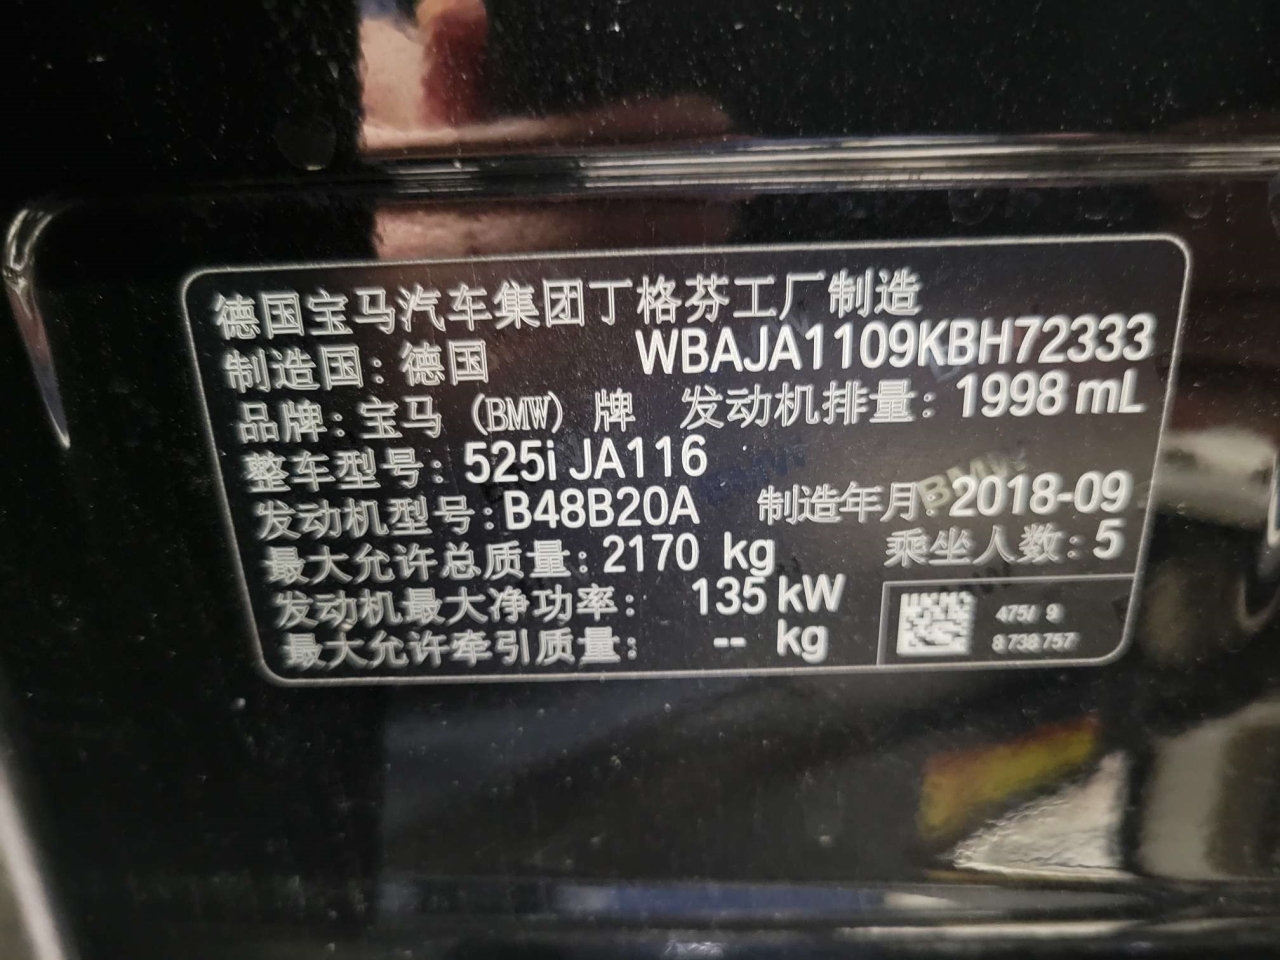 德国宝马汽车集团丁格芬工厂制造
制造国：德国 WBAJA1109KBH72333
品牌：宝马 (BMW) 牌 发动机排量：1998 mL
整车型号：525i JA116
发动机型号：B48B20A 制造年月：2018-09
最大允许总质量：2170 kg 乘坐人数：5
发动机最大净功率： 135 kW
最大允许牵引质量： -- kg
475/ 9
8738757
BMW